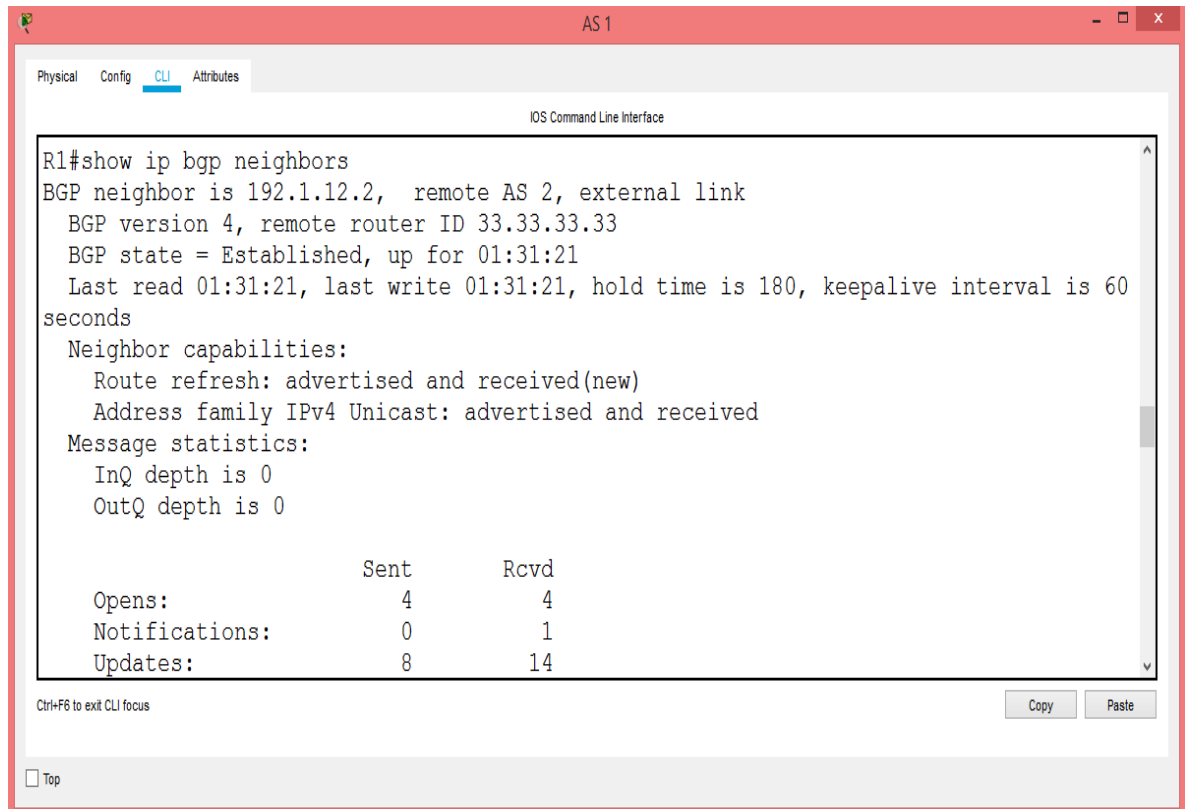 AS 1
Physical Config CLI Attributes
IOS Command Line Interface
R1#show ip bgp neighbors
BGP neighbor is 192.1.12.2, remote AS 2, external link
BGP version 4, remote router ID 33.33.33.33
BGP state = Established, up for 01:31:21
Last read 01:31:21, last write 01:31:21, hold time is 180, keepalive interval is 60
seconds
Neighbor capabilities:
Route refresh: advertised and received(new)
Address family IPv4 Unicast: advertised and received
Message statistics:
InQ depth is 0
OutQ depth is 0
Sent Rcvd
Opens: 4 4
Notifications: 0 1
Updates: 8 14
Ctrl+F6 to exit CLI focus
Copy Paste
Top